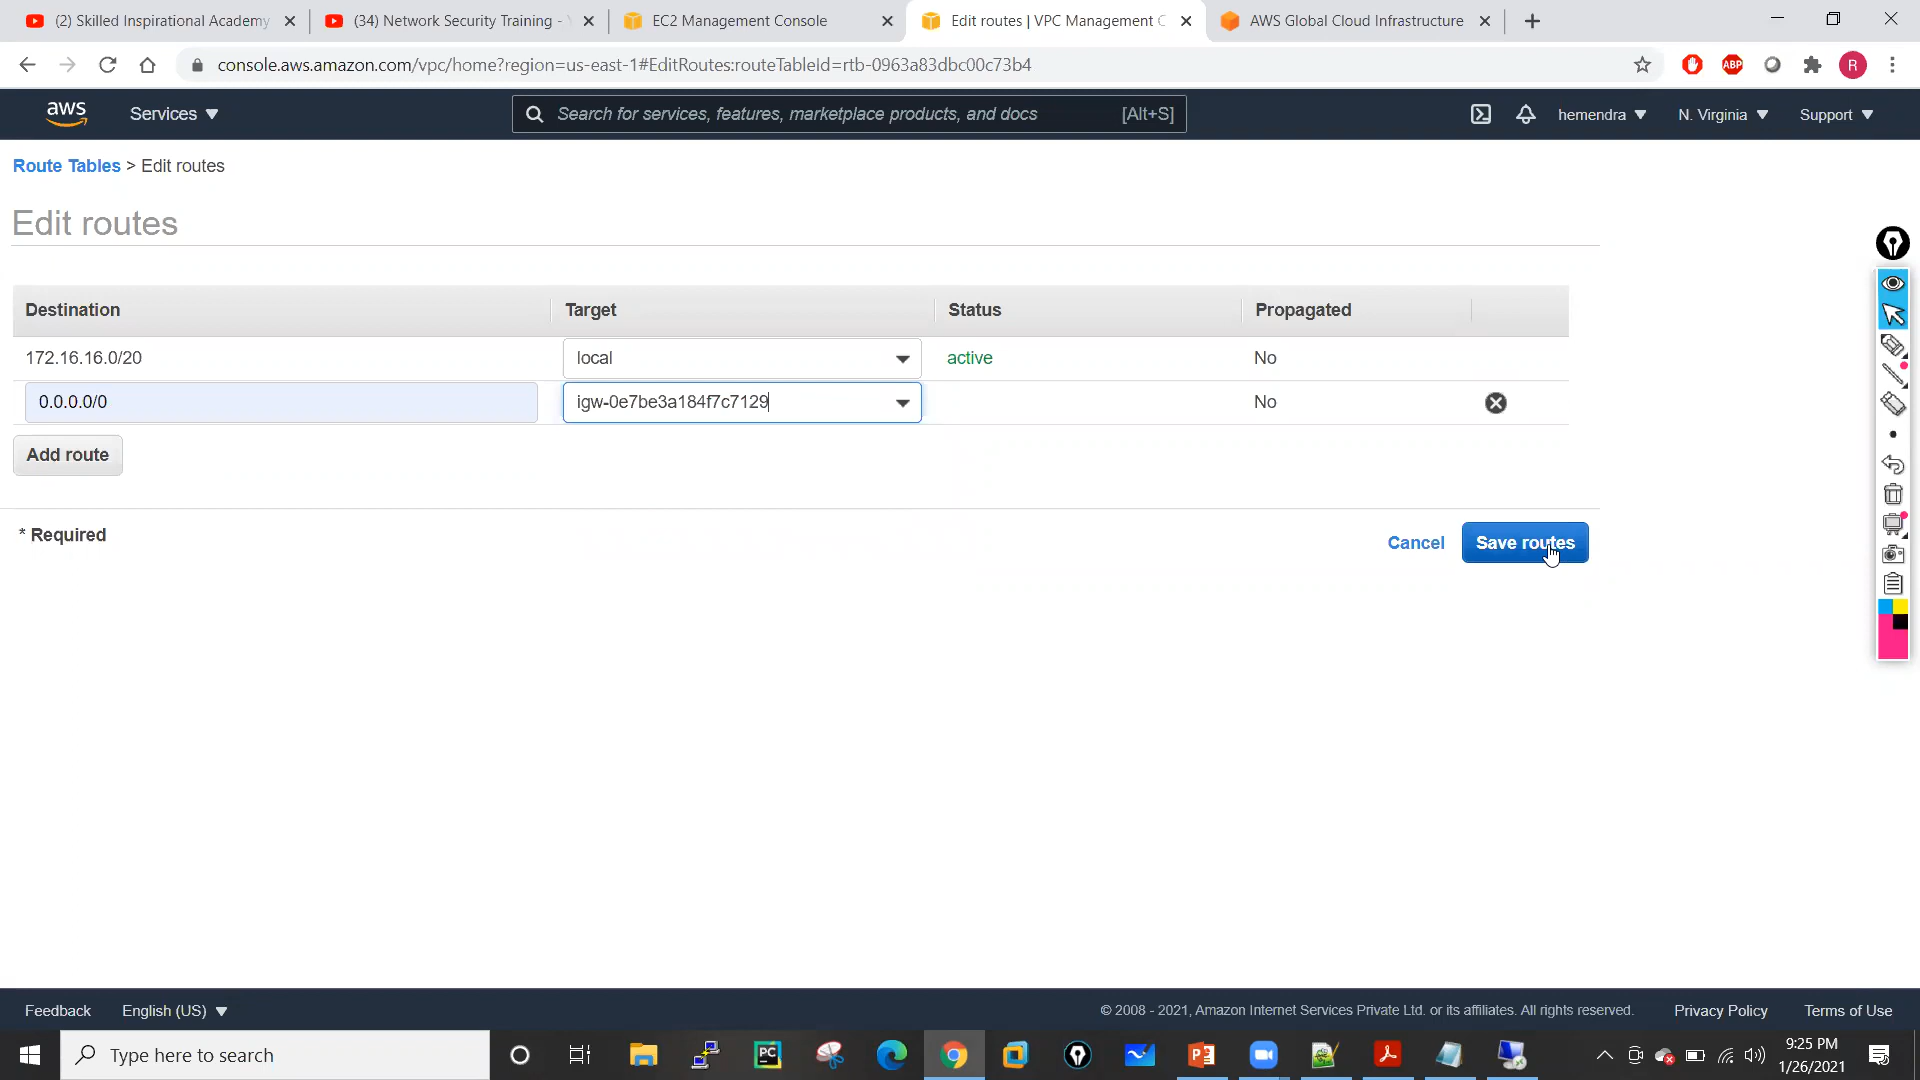 (2) Skilled Inspirational Academy
(34) Network Security Training -
EC2 Management Console
Edit routes | VPC Management C
AWS Global Cloud Infrastructure
console.aws.amazon.com/vpc/home?region=us-east-1#EditRoutes:routeTableId=rtb-0963a83dbc00c73b4
ABP
R
aws
Services
Search for services, features, marketplace products, and docs
[Alt+S]
hemendra
N. Virginia
Support
Route Tables > Edit routes
Edit routes
Destination
Target
Status
Propagated
172.16.16.0/20
local
active
No
0.0.0.0/0
igw-0e7be3a184f7c7129
No
Add route
* Required
Cancel
Save routes
Feedback
English (US)
© 2008 - 2021, Amazon Internet Services Private Ltd. or its affiliates. All rights reserved.
Privacy Policy
Terms of Use
Type here to search
PC
P
9:25 PM
1/26/2021